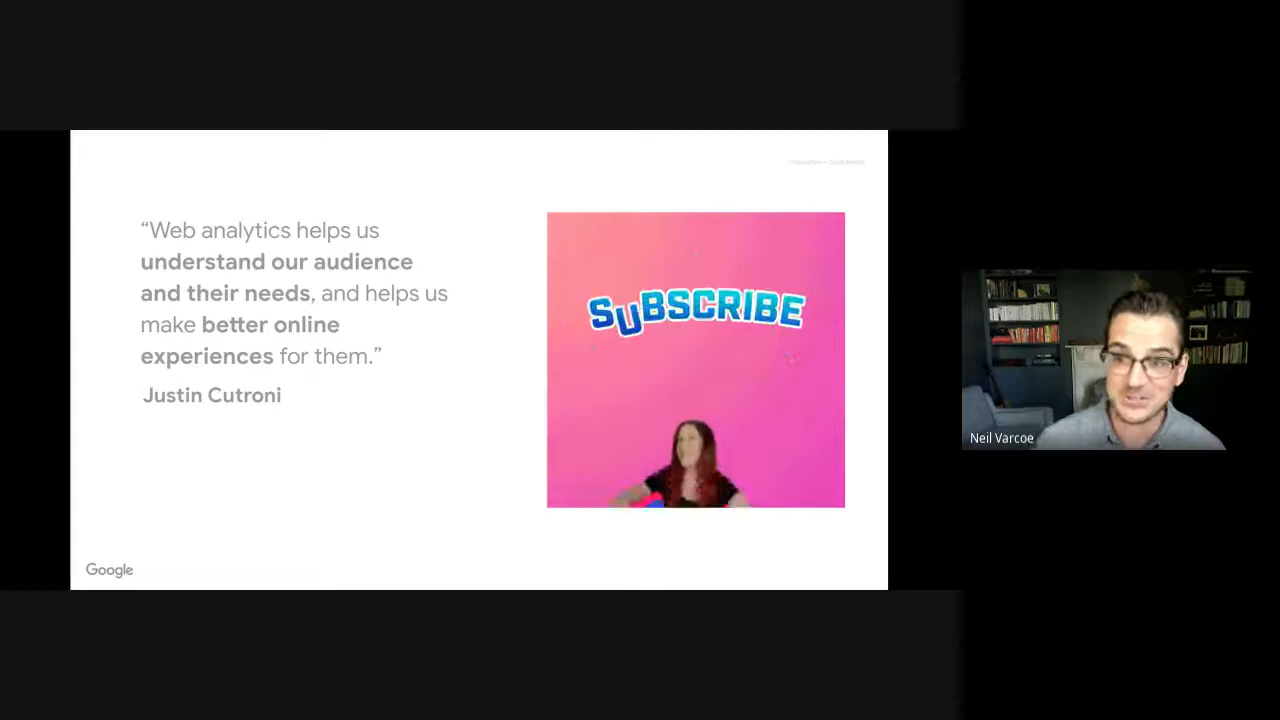 “Web analytics helps us
understand our audience
and their needs, and helps us
make better online
experiences for them.”
Justin Cutroni
SUBSCRIBE
Google
Neil Varcoe